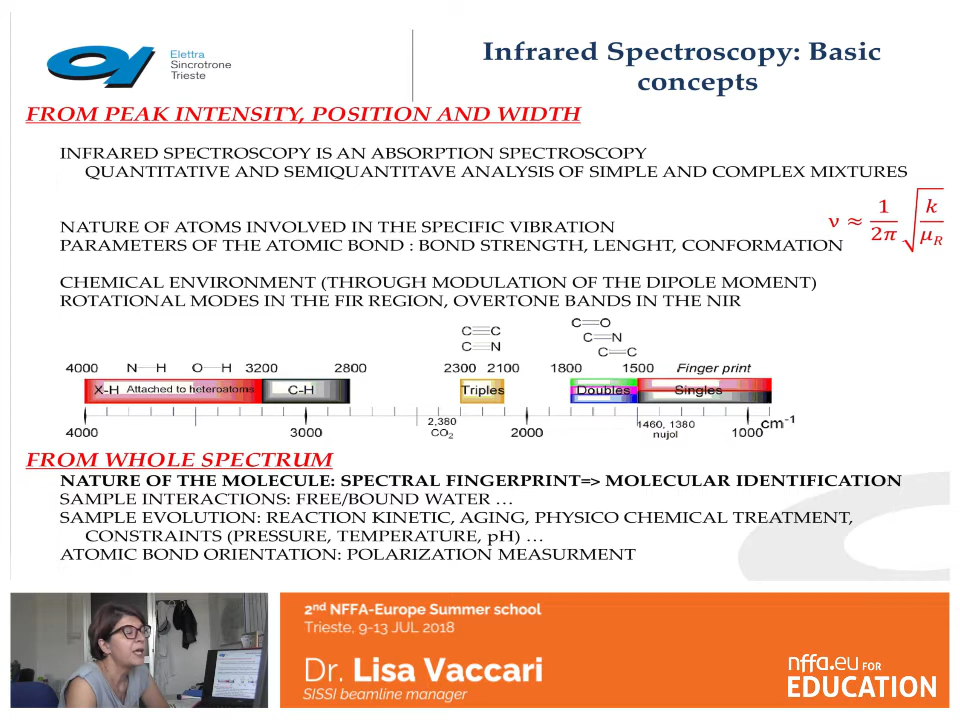 Elettra
Sincrotrone
Trieste
Infrared Spectroscopy: Basic
concepts
FROM PEAK INTENSITY, POSITION AND WIDTH
INFRARED SPECTROSCOPY IS AN ABSORPTION SPECTROSCOPY
QUANTITATIVE AND SEMIQUANTITAVE ANALYSIS OF SIMPLE AND COMPLEX MIXTURES
NATURE OF ATOMS INVOLVED IN THE SPECIFIC VIBRATION
PARAMETERS OF THE ATOMIC BOND : BOND STRENGTH, LENGHT, CONFORMATION
ν ≈ 1/2π √k/μR
CHEMICAL ENVIRONMENT (THROUGH MODULATION OF THE DIPOLE MOMENT)
ROTATIONAL MODES IN THE FIR REGION, OVERTONE BANDS IN THE NIR
C≡C
C≡N
C=O
C=N
C=C
4000 N—H O—H 3200 2800 2300 2100 1800 1500 Finger print
X-H Attached to heteroatoms C-H Triples Doubles Singles
2,380
CO2
1460, 1380
nujol
4000 3000 2000 1000 cm-1
FROM WHOLE SPECTRUM
NATURE OF THE MOLECULE: SPECTRAL FINGERPRINT=> MOLECULAR IDENTIFICATION
SAMPLE INTERACTIONS: FREE/BOUND WATER …
SAMPLE EVOLUTION: REACTION KINETIC, AGING, PHYSICO CHEMICAL TREATMENT,
CONSTRAINTS (PRESSURE, TEMPERATURE, pH) …
ATOMIC BOND ORIENTATION: POLARIZATION MEASURMENT
2nd NFFA-Europe Summer school
Trieste, 9-13 JUL 2018
Dr. Lisa Vaccari
SISSI beamline manager
nffa.eu FOR
EDUCATION